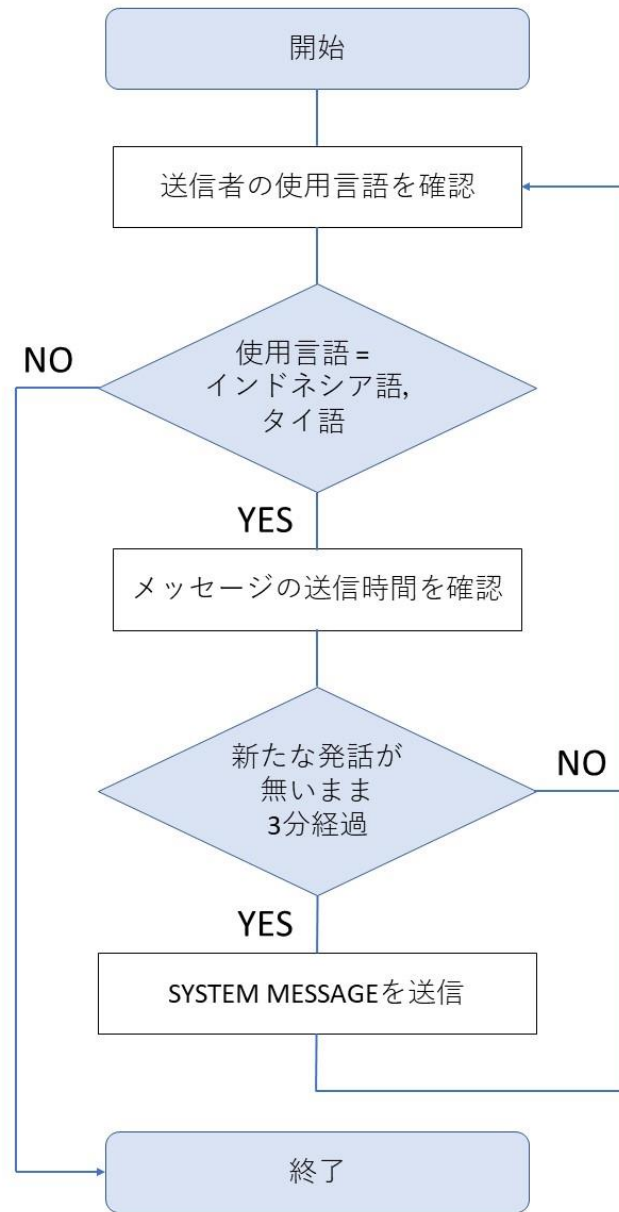 開始
送信者の使用言語を確認
NO
使用言語 =
インドネシア語,
タイ語
YES
メッセージの送信時間を確認
新たな発話が
無いまま
3分経過
NO
YES
SYSTEM MESSAGEを送信
終了